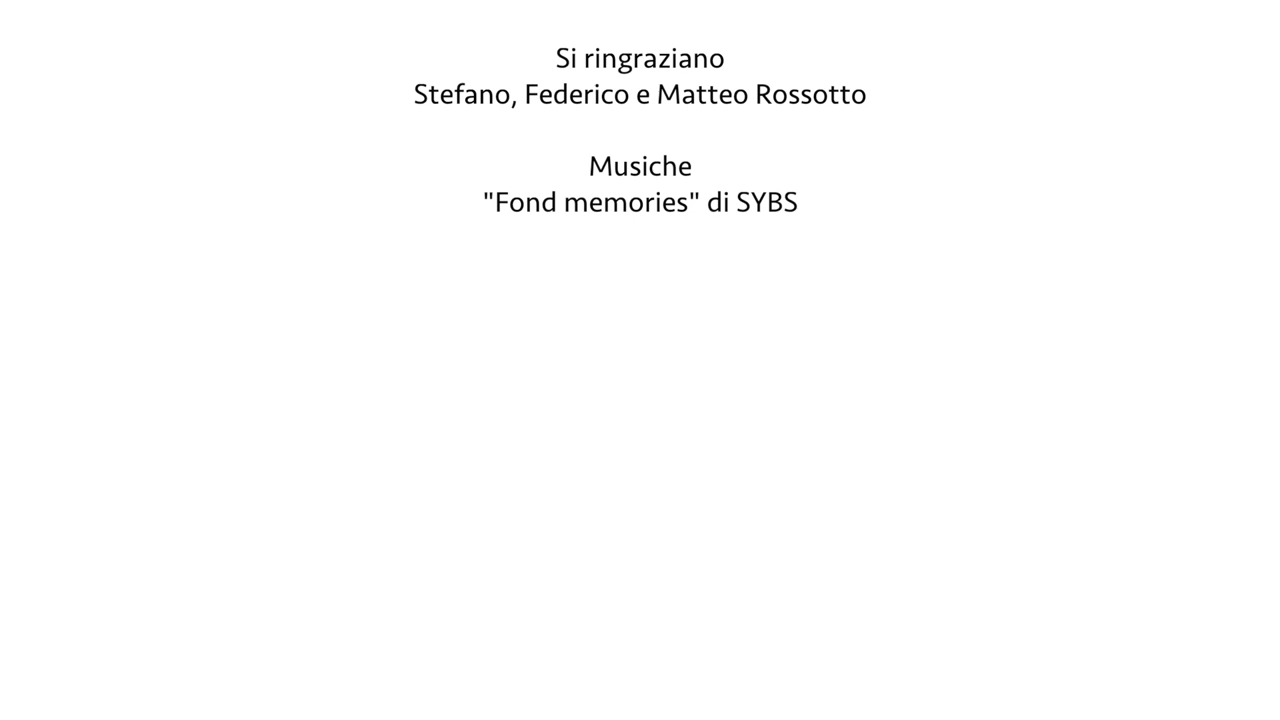 Si ringraziano
Stefano, Federico e Matteo Rossotto
Musiche
"Fond memories" di SYBS